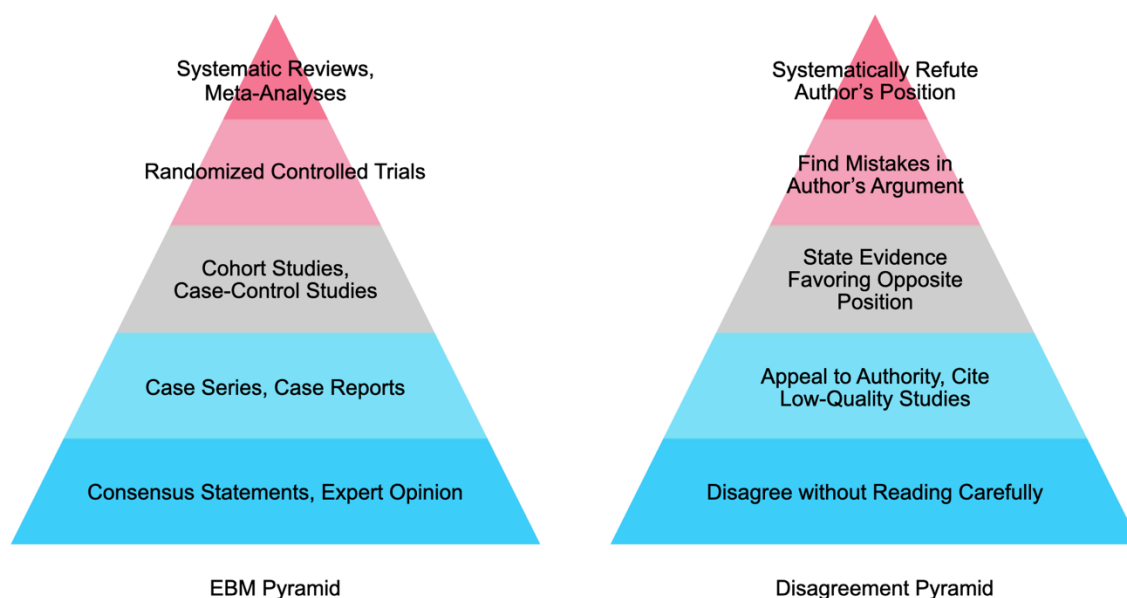 Systematic Reviews,
Meta-Analyses
Randomized Controlled Trials
Cohort Studies,
Case-Control Studies
Case Series, Case Reports
Consensus Statements, Expert Opinion
EBM Pyramid
Systematically Refute
Author’s Position
Find Mistakes in
Author’s Argument
State Evidence
Favoring Opposite
Position
Appeal to Authority, Cite
Low-Quality Studies
Disagree without Reading Carefully
Disagreement Pyramid